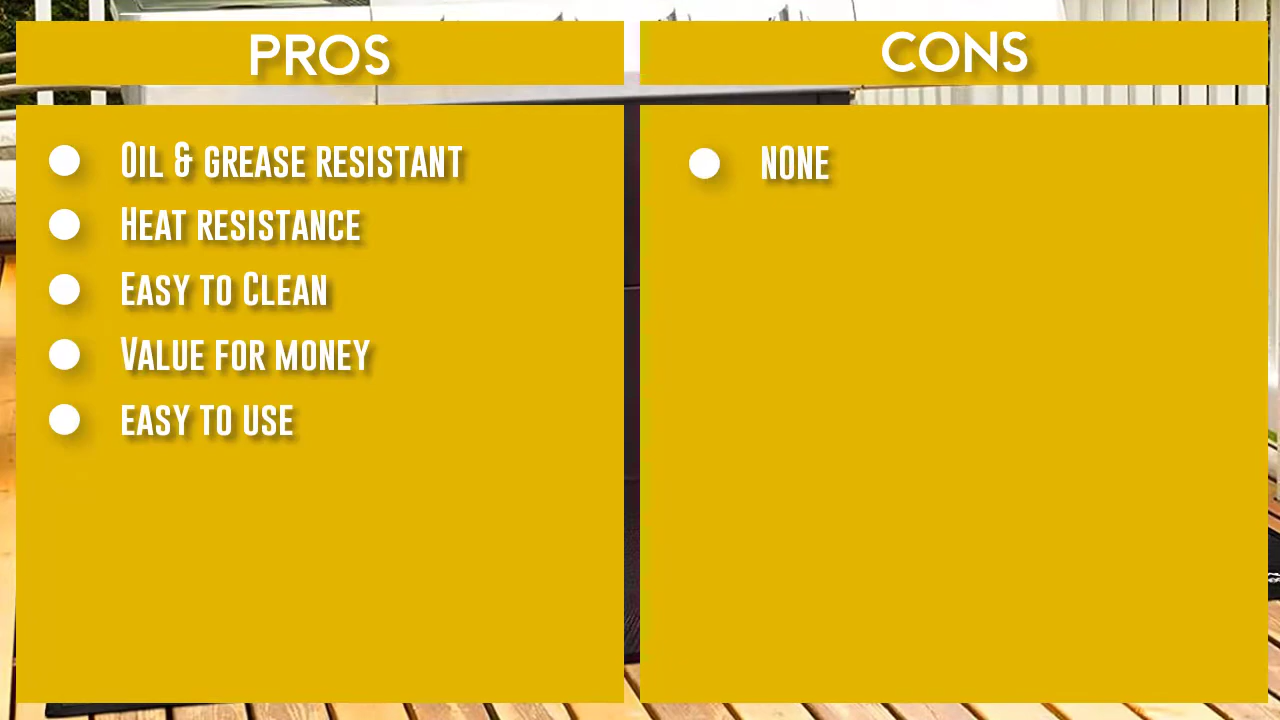 PROS
Oil & grease resistant
Heat resistance
Easy to Clean
Value for money
easy to use
CONS
none